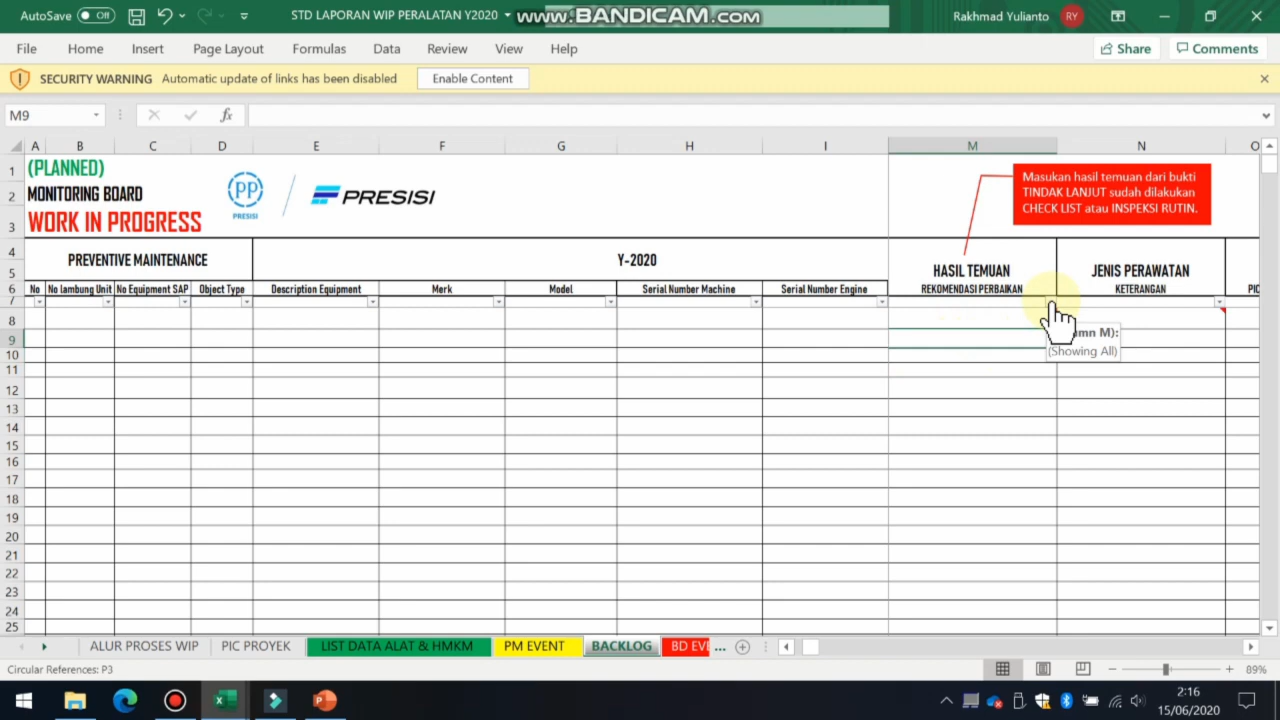 AutoSave Off STD LAPORAN WIP PERALATAN Y2020 www.BANDICAM.com Rakhmad Yulianto RY
File Home Insert Page Layout Formulas Data Review View Help Share Comments
SECURITY WARNING Automatic update of links has been disabled Enable Content
M9 fx
A B C D E F G H I M N O
1
2
3
4
5
6
7
8
9
10
11
12
13
14
15
16
17
18
19
20
21
22
23
24
25
(PLANNED)
MONITORING BOARD
WORK IN PROGRESS
PP
PRESISI
PRESISI
Masukan hasil temuan dari bukti
TINDAK LANJUT sudah dilakukan
CHECK LIST atau INSPEKSI RUTIN.
PREVENTIVE MAINTENANCE Y-2020
HASIL TEMUAN JENIS PERAWATAN
No No lambung Unit No Equipment SAP Object Type Description Equipment Merk Model Serial Number Machine Serial Number Engine REKOMENDASI PERBAIKAN KETERANGAN PIC
M):
(Showing All)
ALUR PROSES WIP PIC PROYEK LIST DATA ALAT & HMKM PM EVENT BACKLOG BD EVE ...
Circular References: P3 89%
2:16
15/06/2020